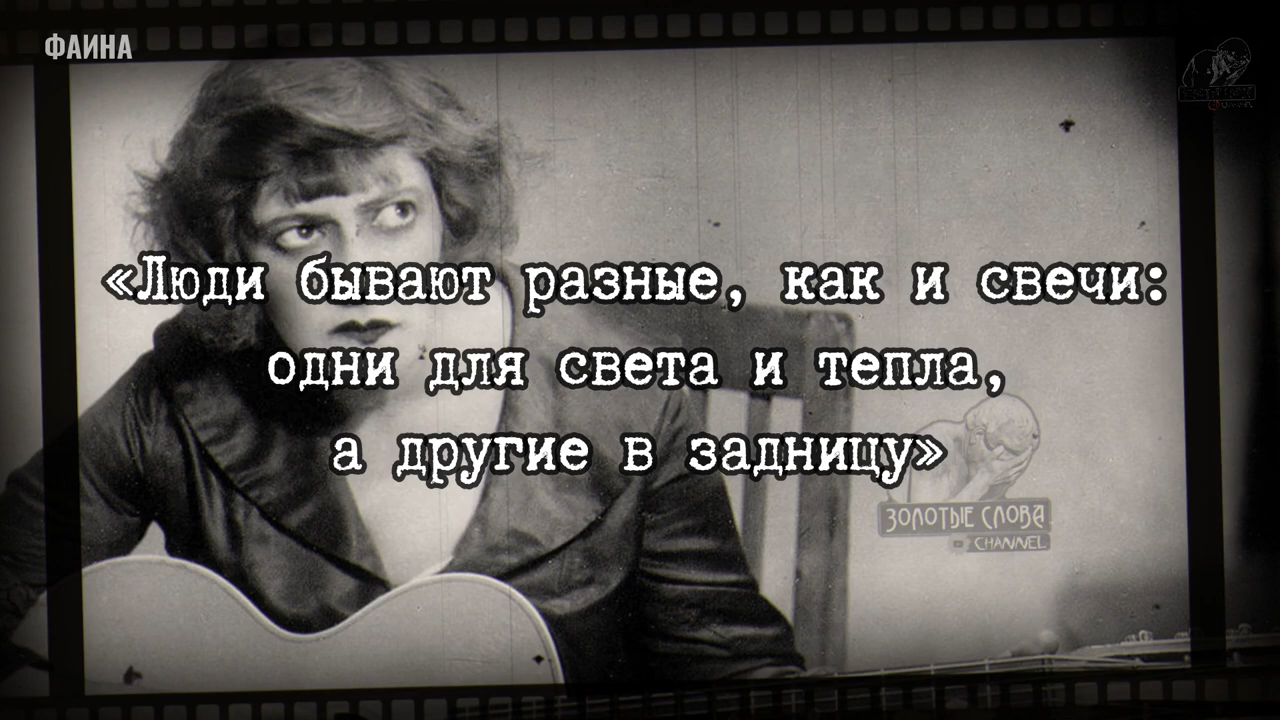 ФАИНА
«Люди бывают разные, как и свечи:
одни для света и тепла,
а другие в задницу»
ЗОЛОТЫЕ СЛОВА
CHANNEL